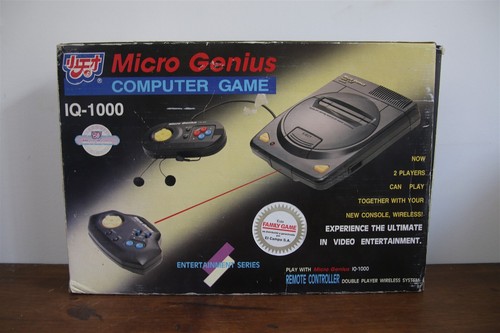 Micro Genius
COMPUTER GAME
IQ-1000
NOW
2 PLAYERS
CAN PLAY
TOGETHER WITH YOUR
NEW CONSOLE, WIRELESS!
EXPERIENCE THE ULTIMATE
IN VIDEO ENTERTAINMENT.
FAMILY GAME
El Campo S.A.
ENTERTAINMENT SERIES
PLAY WITH Micro Genius IQ-1000
REMOTE CONTROLLER DOUBLE PLAYER WIRELESS SYSTEM